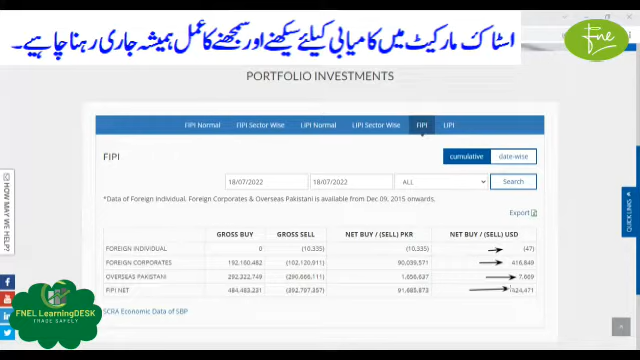 اسٹاک مارکیٹ میں کامیابی کیلئے سیکھنے اور سمجھنے کا عمل ہمیشہ جاری رہنا چاہیے۔
Fne
PORTFOLIO INVESTMENTS
FIPI Normal FIPI Sector Wise LIPI Normal LIPI Sector Wise FIPI LIPI
FIPI cumulative date-wise
18/07/2022 18/07/2022 ALL Search
*Data of Foreign Individual, Foreign Corporates & Overseas Pakistani is available from Dec 09, 2015 onwards.
Export
GROSS BUY GROSS SELL NET BUY / (SELL) PKR NET BUY / (SELL) USD
FOREIGN INDIVIDUAL 0 (10,335) (10,335) (47)
FOREIGN CORPORATES 192,160,482 (102,120,911) 90,039,571 416,849
OVERSEAS PAKISTANI 292,322,749 (290,666,111) 1,656,637 7,669
FIPI NET 484,483,231 (392,797,357) 91,685,873 424,471
SCRA Economic Data of SBP
HOW MAY WE HELP?
QUICK LINKS
FNEL LearningDESK
TRADE SAFELY